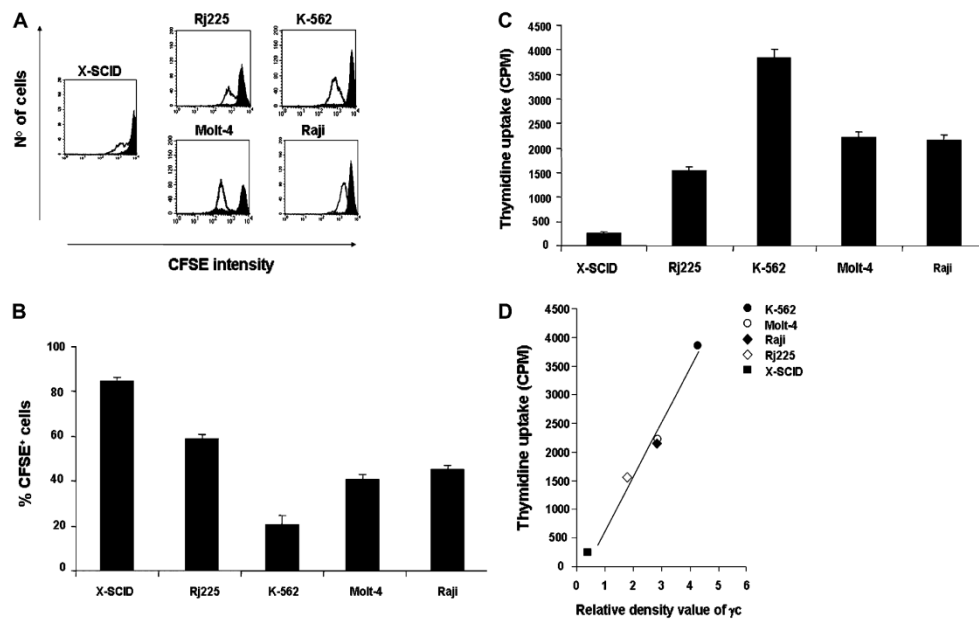 A
Rj225
K-562
X-SCID
Molt-4
Raji
Nº of cells
CFSE intensity
B
% CFSE⁺ cells
100
80
60
40
20
0
X-SCID Rj225 K-562 Molt-4 Raji
C
Thymidine uptake (CPM)
4500
4000
3500
3000
2500
2000
1500
1000
500
0
X-SCID Rj225 K-562 Molt-4 Raji
D
K-562
Molt-4
Raji
Rj225
X-SCID
Thymidine uptake (CPM)
4500
4000
3500
3000
2500
2000
1500
1000
500
0
0 1 2 3 4 5 6
Relative density value of γc